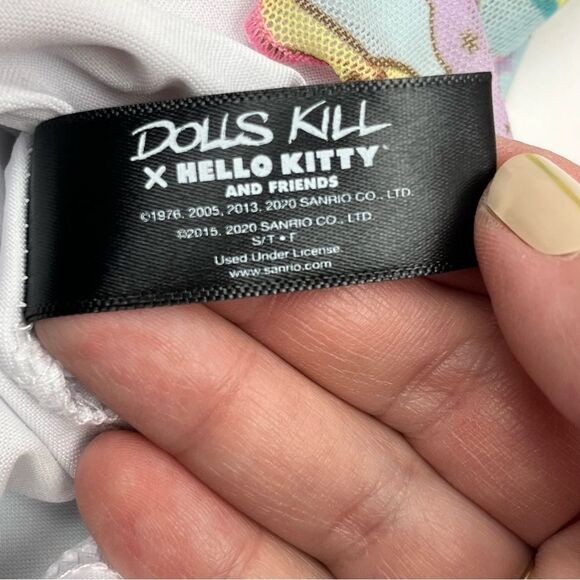 DOLLS KILL
X HELLO KITTY
AND FRIENDS
©1976, 2005, 2013, 2020 SANRIO CO., LTD.
©2015, 2020 SANRIO CO., LTD.
S/T • F
Used Under License.
www.sanrio.com